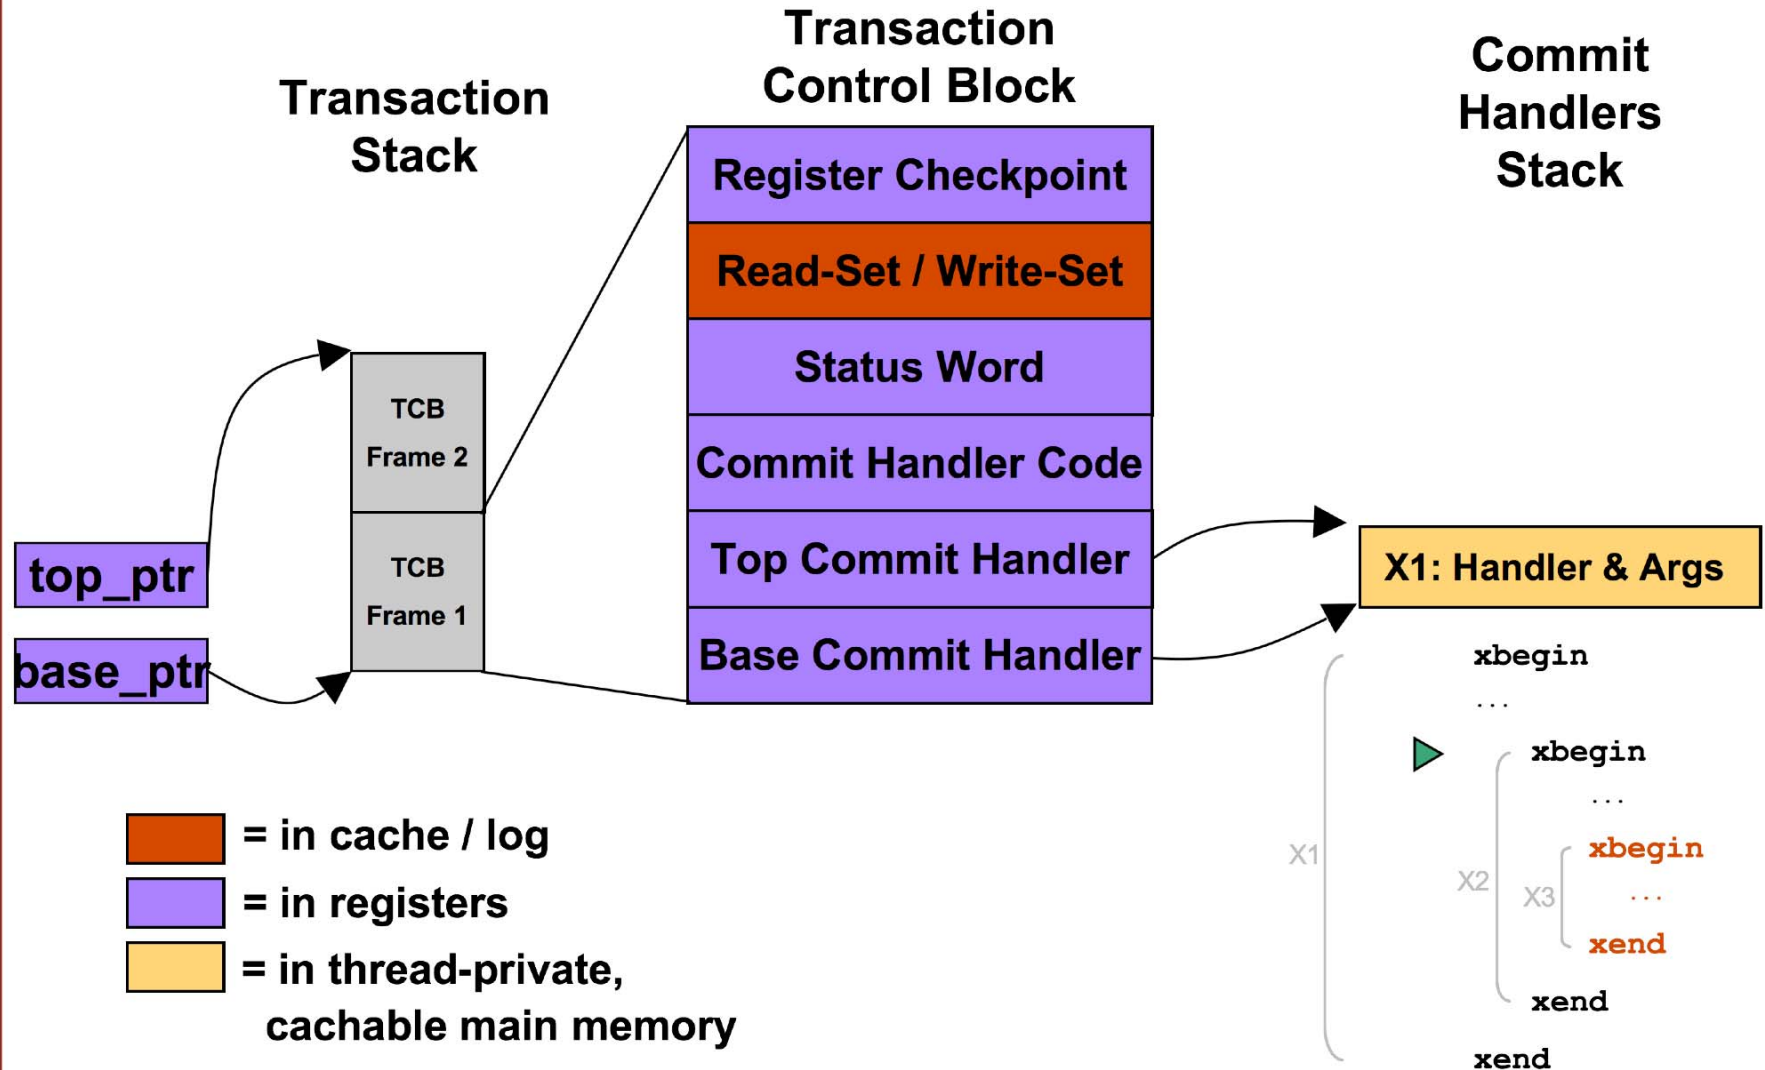 Transaction
Stack
Transaction
Control Block
Commit
Handlers
Stack
Register Checkpoint
Read-Set / Write-Set
Status Word
Commit Handler Code
Top Commit Handler
Base Commit Handler
TCB
Frame 2
TCB
Frame 1
top_ptr
base_ptr
X1: Handler & Args
xbegin
...
xbegin
...
xbegin
...
xend
xend
xend
X1
X2
X3
= in cache / log
= in registers
= in thread-private,
cachable main memory